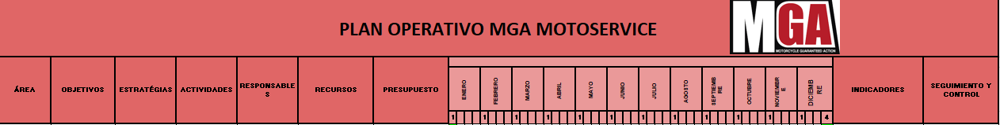 PLAN OPERATIVO MGA MOTOSERVICE
MGA
MOTORCYCLE GUARANTEED ACTION
ÁREA
OBJETIVOS
ESTRATÉGIAS
ACTIVIDADES
RESPONSABLE
S
RECURSOS
PRESUPUESTO
ENERO
FEBRERO
MARZO
ABRIL
MAYO
JUNIO
JULIO
AGOSTO
SEPTIEMB
RE
OCTUBRE
NOVIEMBR
E
DICIEMB
RE
INDICADORES
SEGUIMIENTO Y
CONTROL
1 1 1 1 1 1 1 1 1 1 1 1 4